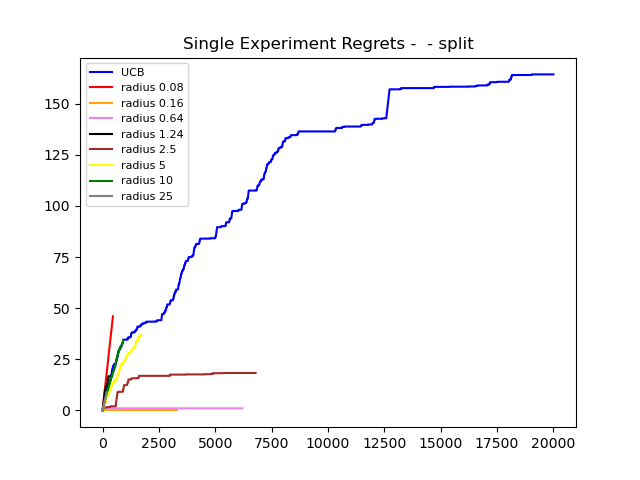 Single Experiment Regrets -  - split
UCB
radius 0.08
radius 0.16
radius 0.64
radius 1.24
radius 2.5
radius 5
radius 10
radius 25
150
125
100
75
50
25
0
0 2500 5000 7500 10000 12500 15000 17500 20000